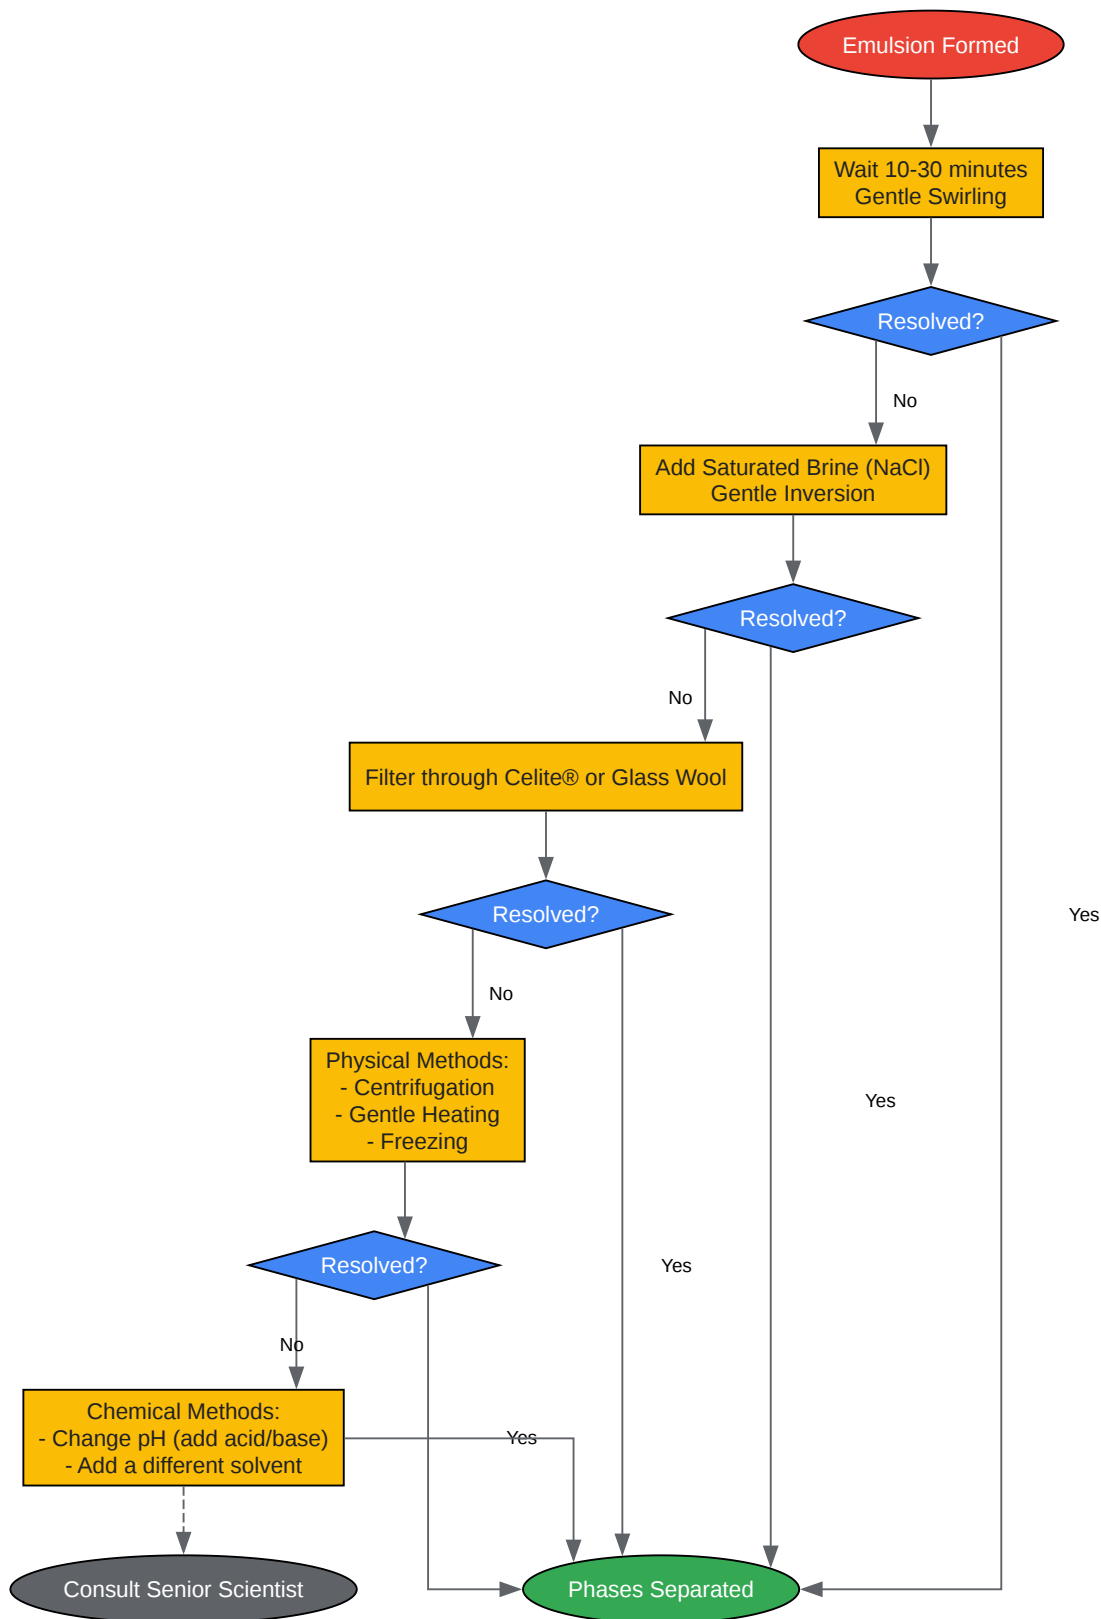 Emulsion Formed
Wait 10-30 minutes
Gentle Swirling
Resolved?
No
Add Saturated Brine (NaCl)
Gentle Inversion
Resolved?
No
Filter through Celite® or Glass Wool
Resolved?
Yes
No
Physical Methods:
- Centrifugation
- Gentle Heating
- Freezing
Yes
Resolved?
Yes
No
Chemical Methods:
- Change pH (add acid/base)
- Add a different solvent
Yes
Consult Senior Scientist
Phases Separated